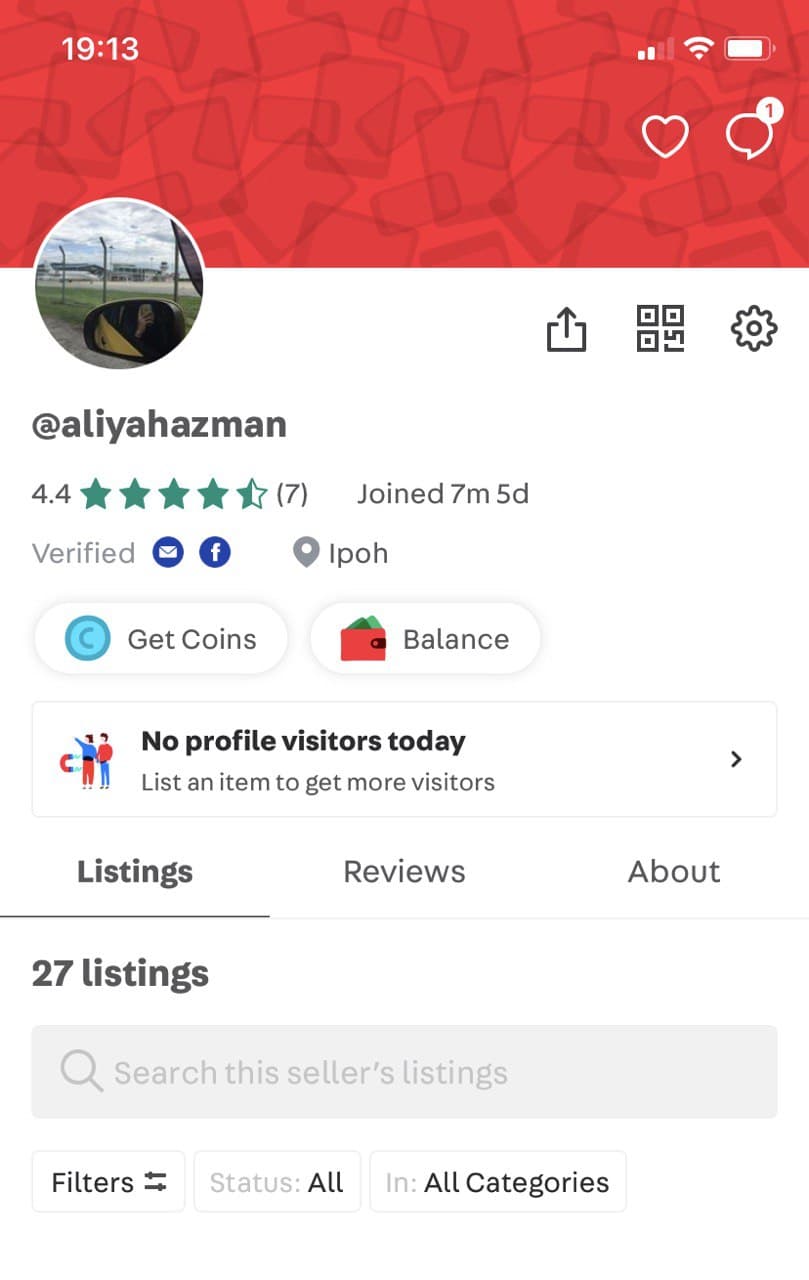 19:13
1
@aliyahazman
4.4 (7) Joined 7m 5d
Verified f Ipoh
C Get Coins Balance
No profile visitors today
List an item to get more visitors
Listings Reviews About
27 listings
Search this seller’s listings
Filters Status: All In: All Categories